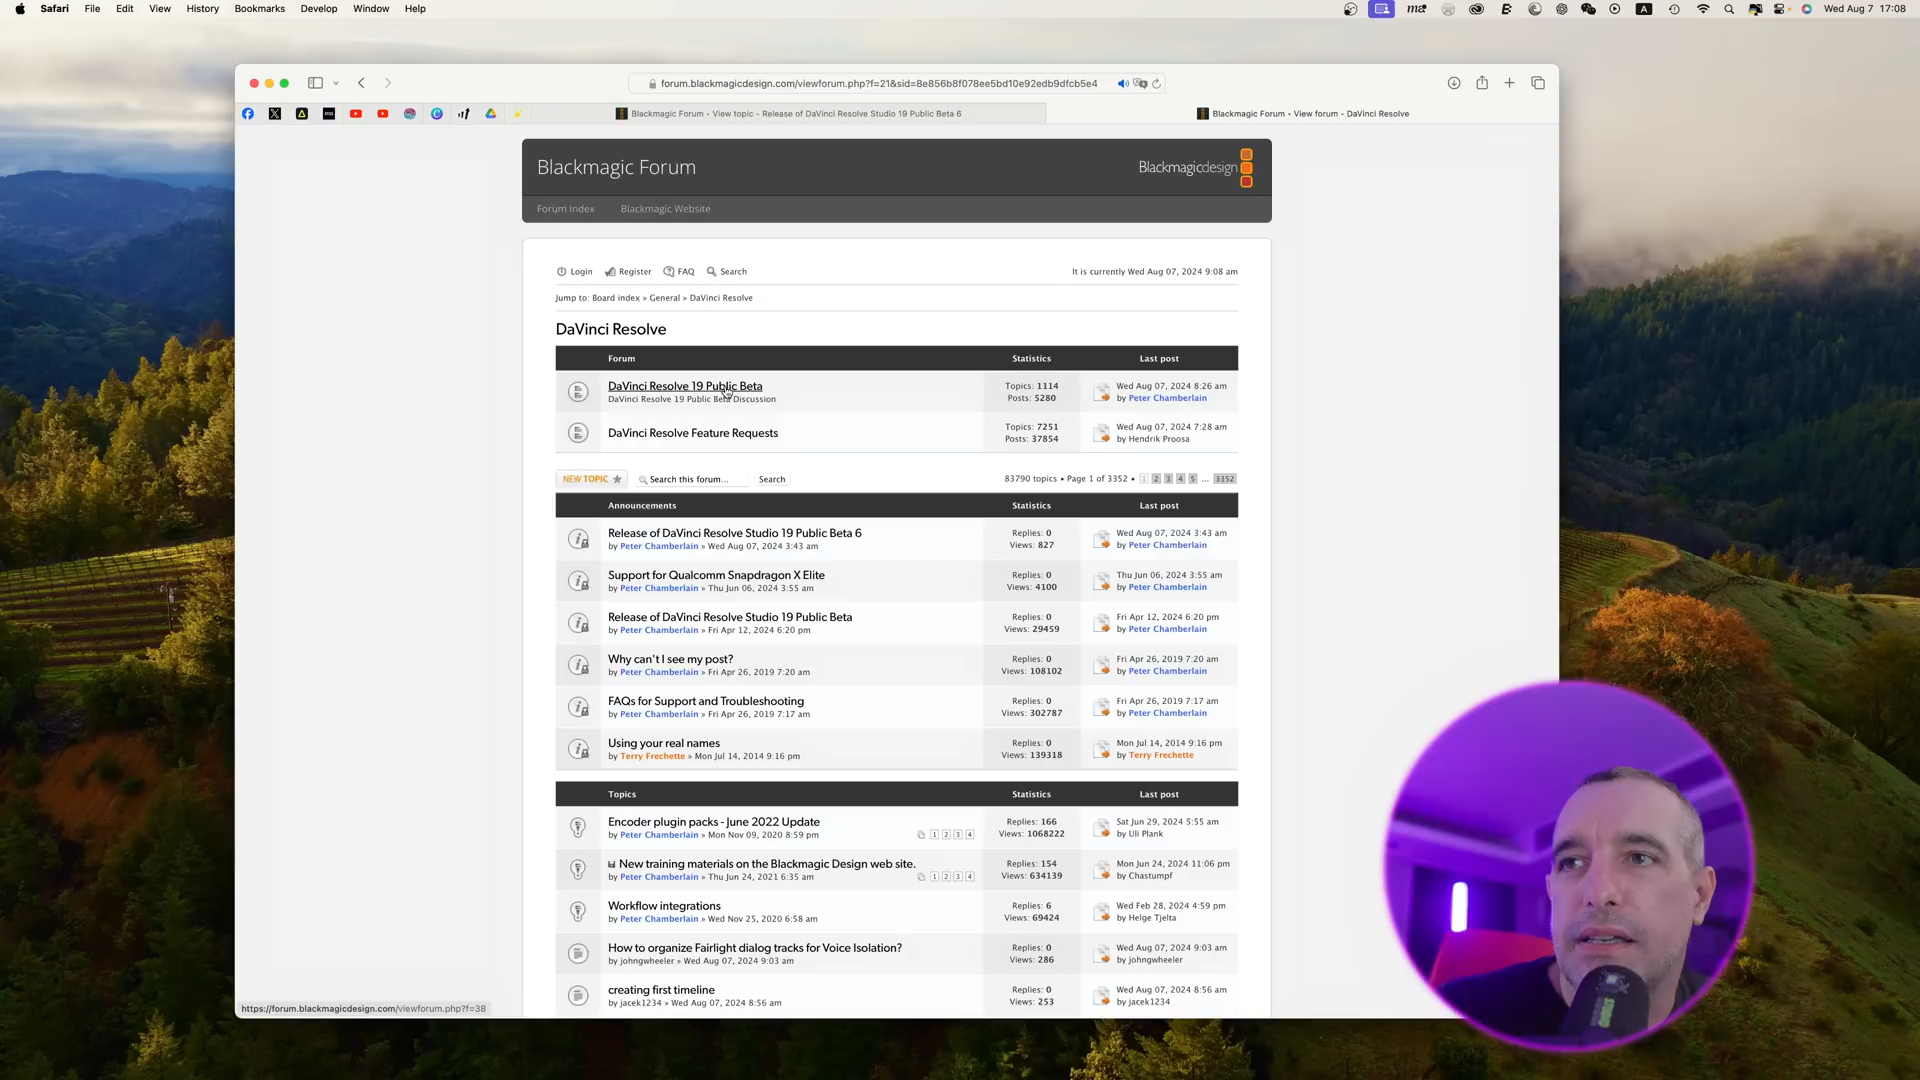 Safari File Edit View History Bookmarks Develop Window Help
A Wed Aug 7 17:08
forum.blackmagicdesign.com/viewforum.php?f=21&sid=8e856b8f078ee5bd10e92edb9dfcb5e4
Blackmagic Forum • View topic - Release of DaVinci Resolve Studio 19 Public Beta 6
Blackmagic Forum • View forum - DaVinci Resolve
Blackmagic Forum
Blackmagicdesign
Forum Index Blackmagic Website
Login Register FAQ Search
It is currently Wed Aug 07, 2024 9:08 am
Jump to: Board index » General » DaVinci Resolve
DaVinci Resolve
Forum Statistics Last post
DaVinci Resolve 19 Public Beta
DaVinci Resolve 19 Public Beta Discussion
Topics: 1114
Posts: 5280
Wed Aug 07, 2024 8:26 am
by Peter Chamberlain
DaVinci Resolve Feature Requests
Topics: 7251
Posts: 37854
Wed Aug 07, 2024 7:28 am
by Hendrik Proosa
NEW TOPIC Search this forum... Search
83790 topics • Page 1 of 3352 • 1 2 3 4 5 ... 3352
Announcements Statistics Last post
Release of DaVinci Resolve Studio 19 Public Beta 6
by Peter Chamberlain » Wed Aug 07, 2024 3:43 am
Replies: 0
Views: 827
Wed Aug 07, 2024 3:43 am
by Peter Chamberlain
Support for Qualcomm Snapdragon X Elite
by Peter Chamberlain » Thu Jun 06, 2024 3:55 am
Replies: 0
Views: 4100
Thu Jun 06, 2024 3:55 am
by Peter Chamberlain
Release of DaVinci Resolve Studio 19 Public Beta
by Peter Chamberlain » Fri Apr 12, 2024 6:20 pm
Replies: 0
Views: 29459
Fri Apr 12, 2024 6:20 pm
by Peter Chamberlain
Why can't I see my post?
by Peter Chamberlain » Fri Apr 26, 2019 7:20 am
Replies: 0
Views: 108102
Fri Apr 26, 2019 7:20 am
by Peter Chamberlain
FAQs for Support and Troubleshooting
by Peter Chamberlain » Fri Apr 26, 2019 7:17 am
Replies: 0
Views: 302787
Fri Apr 26, 2019 7:17 am
by Peter Chamberlain
Using your real names
by Terry Frechette » Mon Jul 14, 2014 9:16 pm
Replies: 0
Views: 139318
Mon Jul 14, 2014 9:16 pm
by Terry Frechette
Topics Statistics Last post
Encoder plugin packs - June 2022 Update
by Peter Chamberlain » Mon Nov 09, 2020 8:59 pm
1 2 3 4
Replies: 166
Views: 1068222
Sat Jun 29, 2024 5:55 am
by Uli Plank
New training materials on the Blackmagic Design web site.
by Peter Chamberlain » Thu Jun 24, 2021 6:35 am
1 2 3 4
Replies: 154
Views: 634139
Mon Jun 24, 2024 11:06 pm
by Chastumpf
Workflow integrations
by Peter Chamberlain » Wed Nov 25, 2020 6:58 am
Replies: 6
Views: 69424
Wed Feb 28, 2024 4:59 pm
by Helge Tjelta
How to organize Fairlight dialog tracks for Voice Isolation?
by johngwheeler » Wed Aug 07, 2024 9:03 am
Replies: 0
Views: 286
Wed Aug 07, 2024 9:03 am
by johngwheeler
creating first timeline
by jacek1234 » Wed Aug 07, 2024 8:56 am
Replies: 0
Views: 253
Wed Aug 07, 2024 8:56 am
by jacek1234
https://forum.blackmagicdesign.com/viewforum.php?f=38